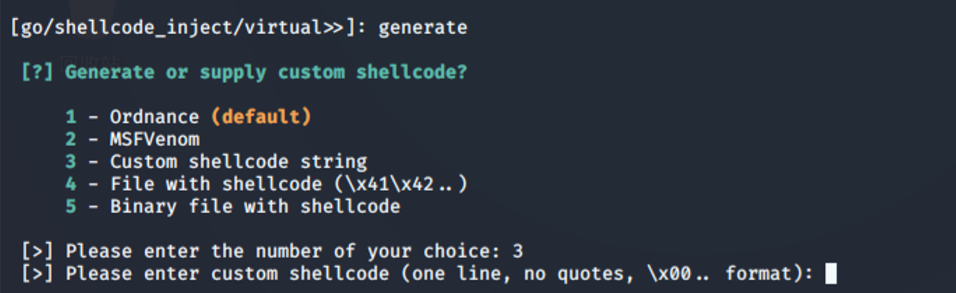 [go/shellcode_inject/virtual>>]: generate
[?] Generate or supply custom shellcode?
1 - Ordnance (default)
2 - MSFVenom
3 - Custom shellcode string
4 - File with shellcode (\x41\x42..)
5 - Binary file with shellcode
[>] Please enter the number of your choice: 3
[>] Please enter custom shellcode (one line, no quotes, \x00.. format):